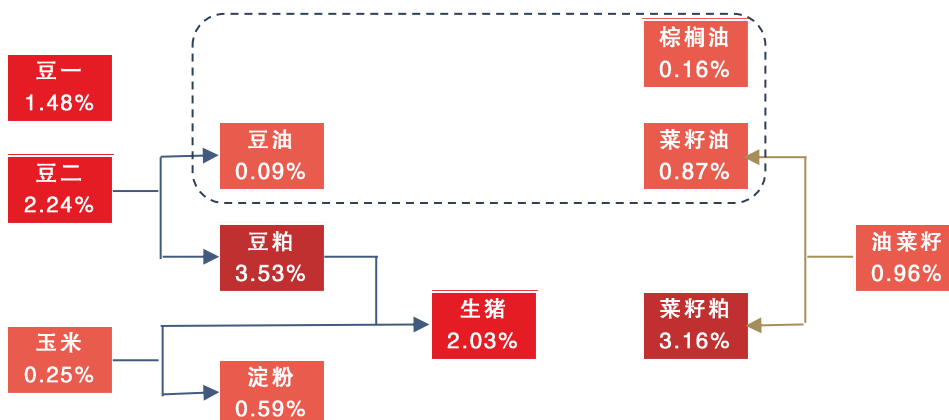 棕榈油
0.16%
豆一
1.48%
豆油
0.09%
菜籽油
0.87%
豆二
2.24%
豆粕
3.53%
油菜籽
0.96%
生猪
2.03%
菜籽粕
3.16%
玉米
0.25%
淀粉
0.59%